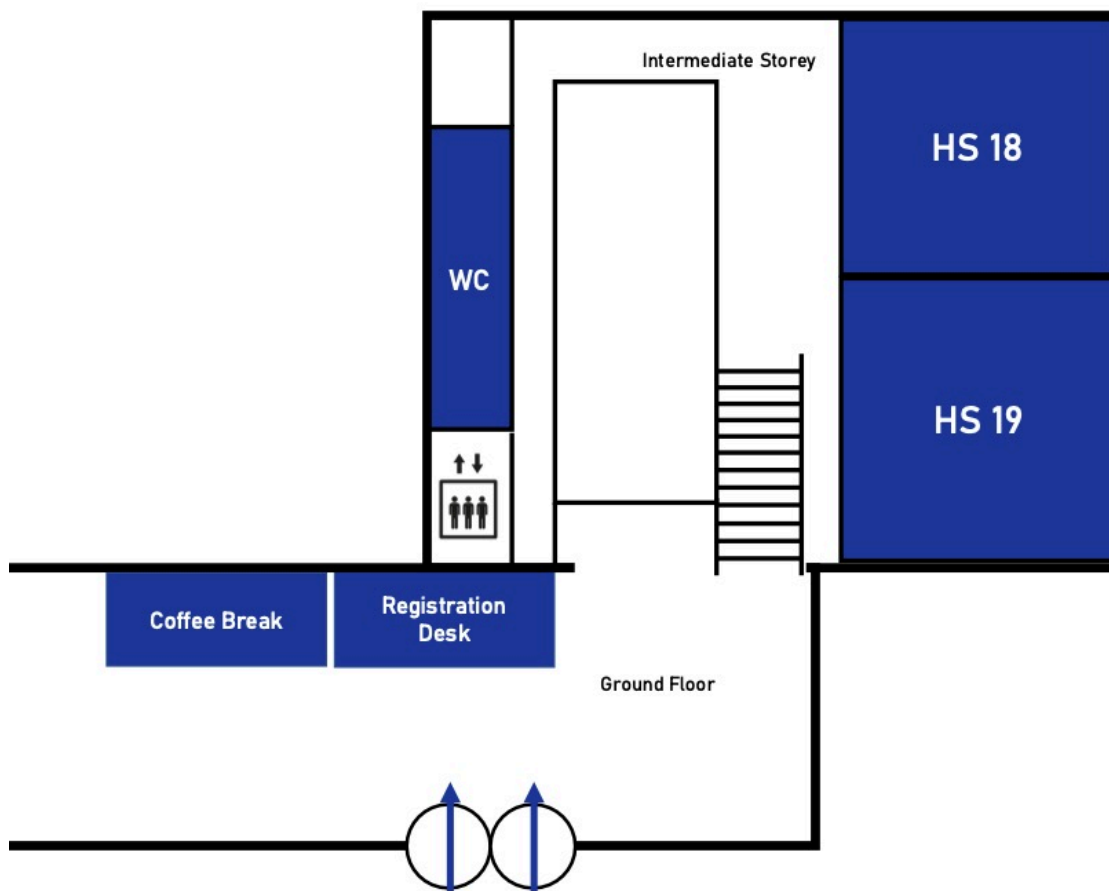 Intermediate Storey
HS 18
WC
HS 19
Coffee Break
Registration
Desk
Ground Floor